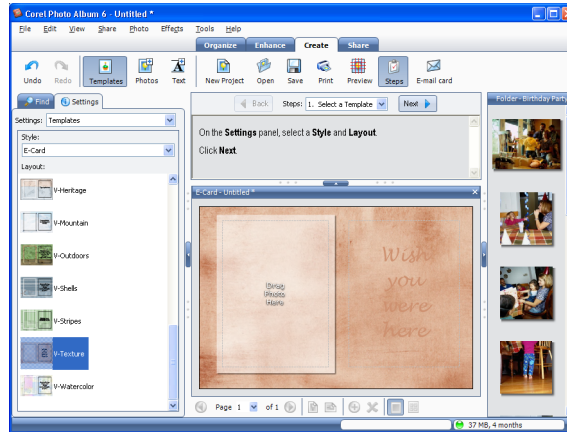 Corel Photo Album 6 - Untitled *
File Edit View Share Photo Effects Tools Help
Organize Enhance Create Share
Undo Redo Templates Photos Text New Project Open Save Print Preview Steps E-mail card
Find Settings
Back Steps: 1. Select a Template Next
Folder - Birthday Party
Settings: Templates
Style:
E-Card
Layout:
On the Settings panel, select a Style and Layout.
Click Next.
V-Heritage
V-Mountain
V-Outdoors
V-Shells
V-Stripes
V-Texture
V-Watercolor
E-Card - Untitled *
Drag
Photo
Here
Wish
you
were
here
Page 1 of 1
37 MB, 4 months